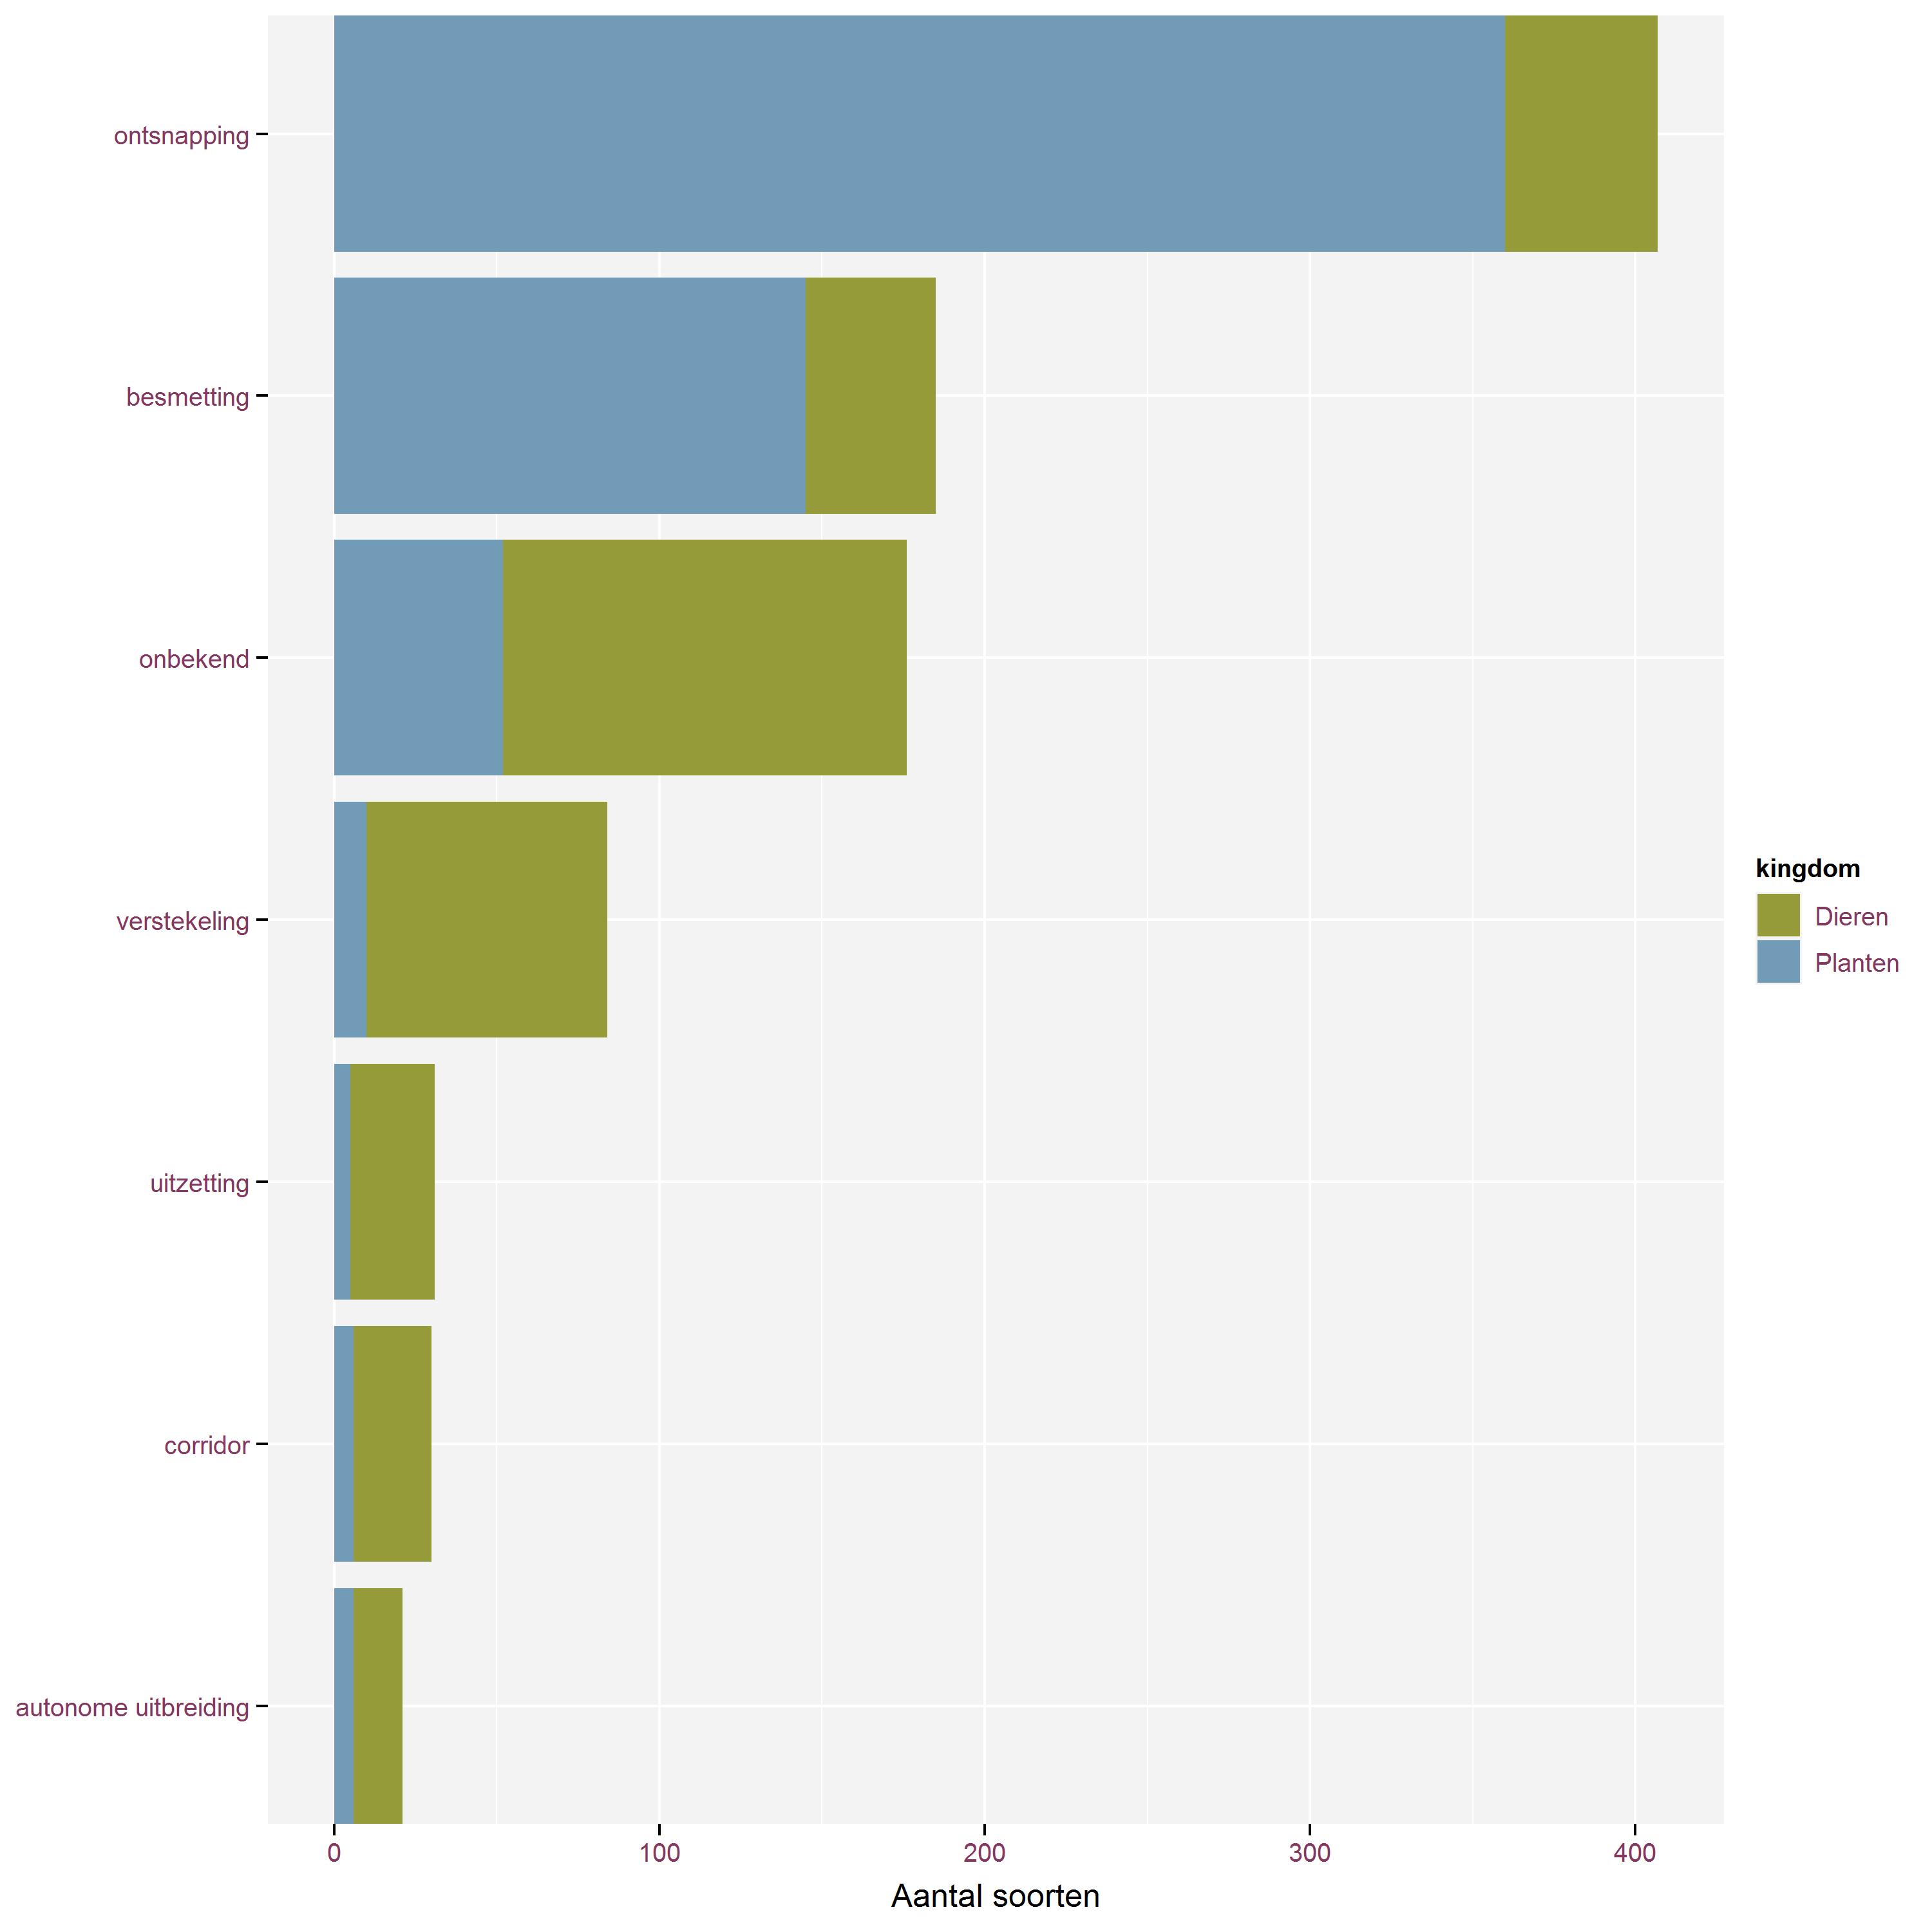 ontsnapping
besmetting
onbekend
verstekeling
uitzetting
corridor
autonome uitbreiding
0 100 200 300 400
Aantal soorten
kingdom
Dieren
Planten